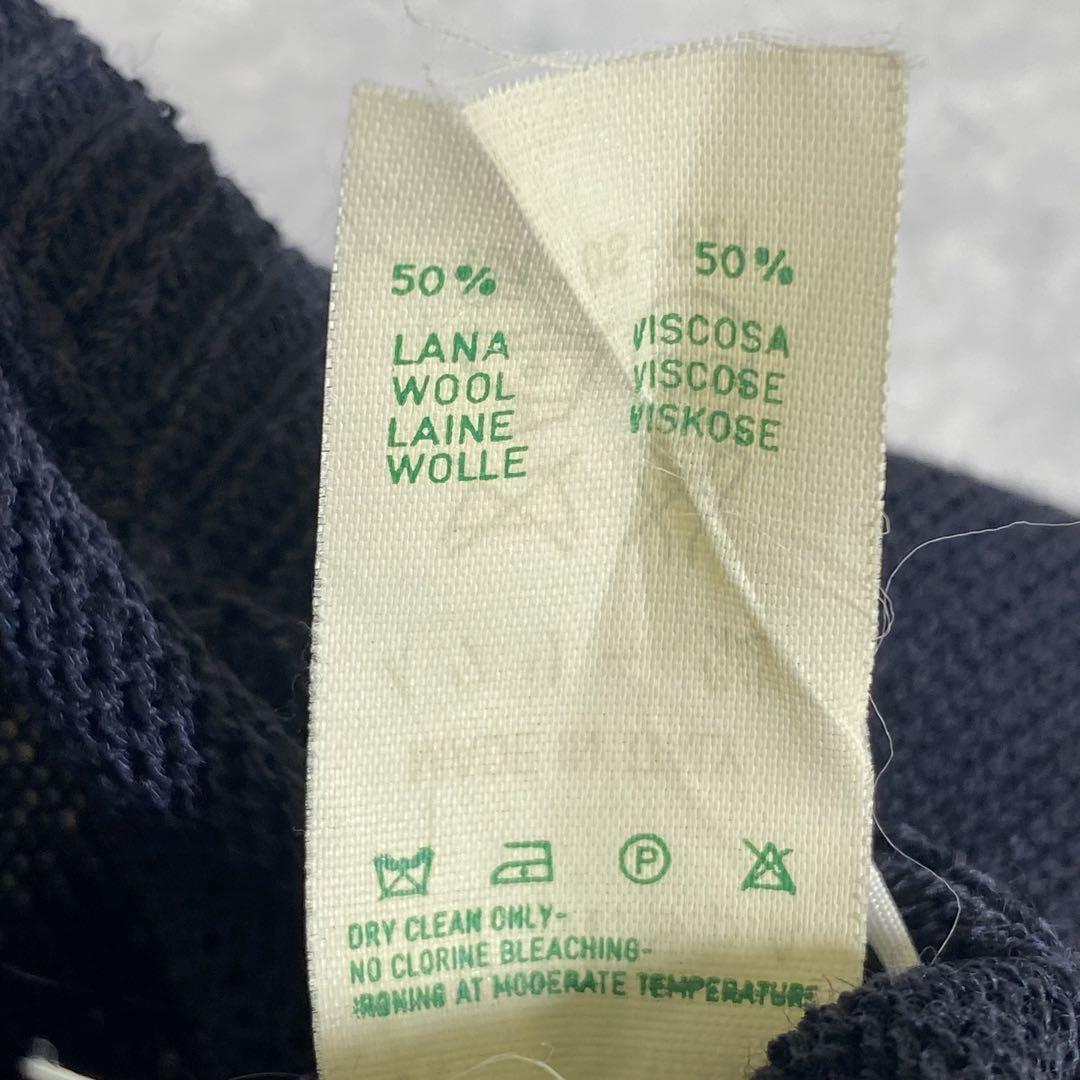 50% 50%
LANA VISCOSA
WOOL VISCOSE
LAINE VISKOSE
WOLLE
P
DRY CLEAN ONLY-
NO CLORINE BLEACHING-
IRONING AT MODERATE TEMPERATURE